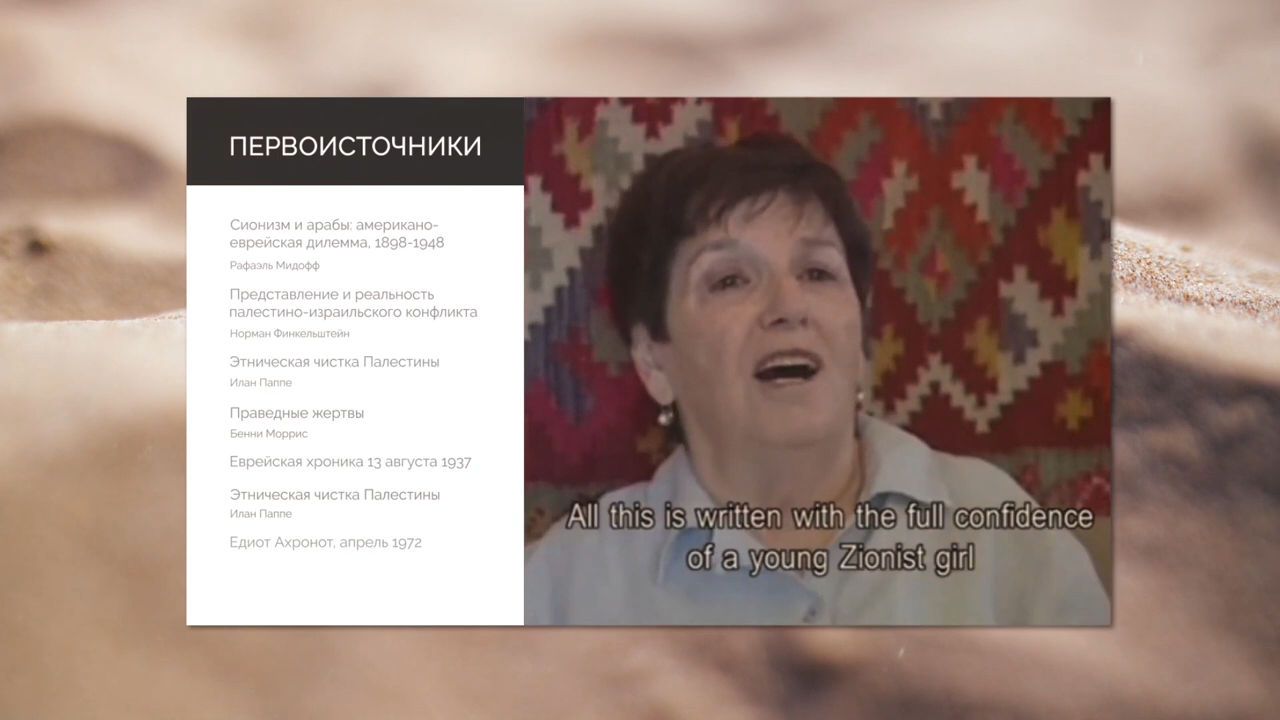 ПЕРВОИСТОЧНИКИ
Сионизм и арабы: американо-
еврейская дилемма, 1898-1948
Рафаэль Мидофф
Представление и реальность
палестино-израильского конфликта
Норман Финкельштейн
Этническая чистка Палестины
Илан Паппе
Праведные жертвы
Бенни Моррис
Еврейская хроника 13 августа 1937
Этническая чистка Палестины
Илан Паппе
Едиот Ахронот, апрель 1972
All this is written with the full confidence
of a young Zionist girl